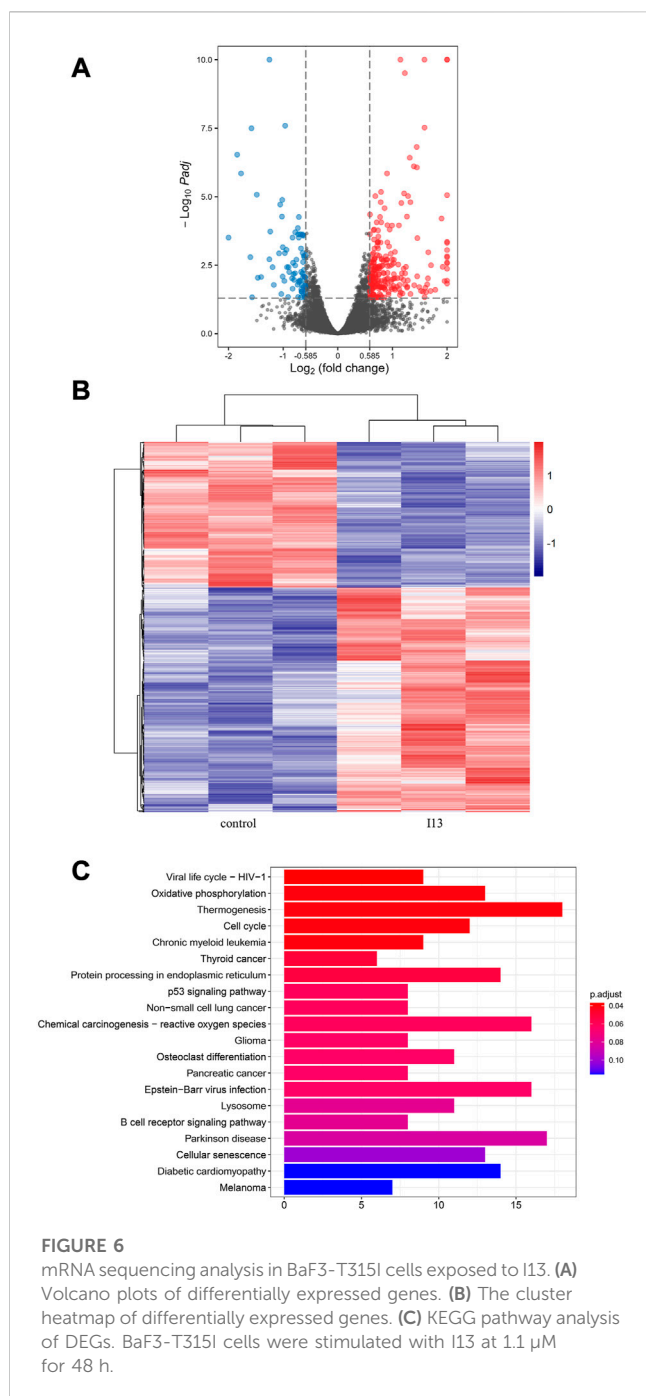 A
10.0
7.5
5.0
2.5
0.0
− Log10 Padj
-2
-1
-0.585
0
0.585
1
2
Log2 (fold change)
B
1
0
-1
control
I13
C
Viral life cycle − HIV−1
Oxidative phosphorylation
Thermogenesis
Cell cycle
Chronic myeloid leukemia
Thyroid cancer
Protein processing in endoplasmic reticulum
p53 signaling pathway
Non−small cell lung cancer
Chemical carcinogenesis − reactive oxygen species
Glioma
Osteoclast differentiation
Pancreatic cancer
Epstein−Barr virus infection
Lysosome
B cell receptor signaling pathway
Parkinson disease
Cellular senescence
Diabetic cardiomyopathy
Melanoma
0
5
10
15
p.adjust
0.04
0.06
0.08
0.10
FIGURE 6
mRNA sequencing analysis in BaF3-T315I cells exposed to I13. (A)
Volcano plots of differentially expressed genes. (B) The cluster
heatmap of differentially expressed genes. (C) KEGG pathway analysis
of DEGs. BaF3-T315I cells were stimulated with I13 at 1.1 µM
for 48 h.